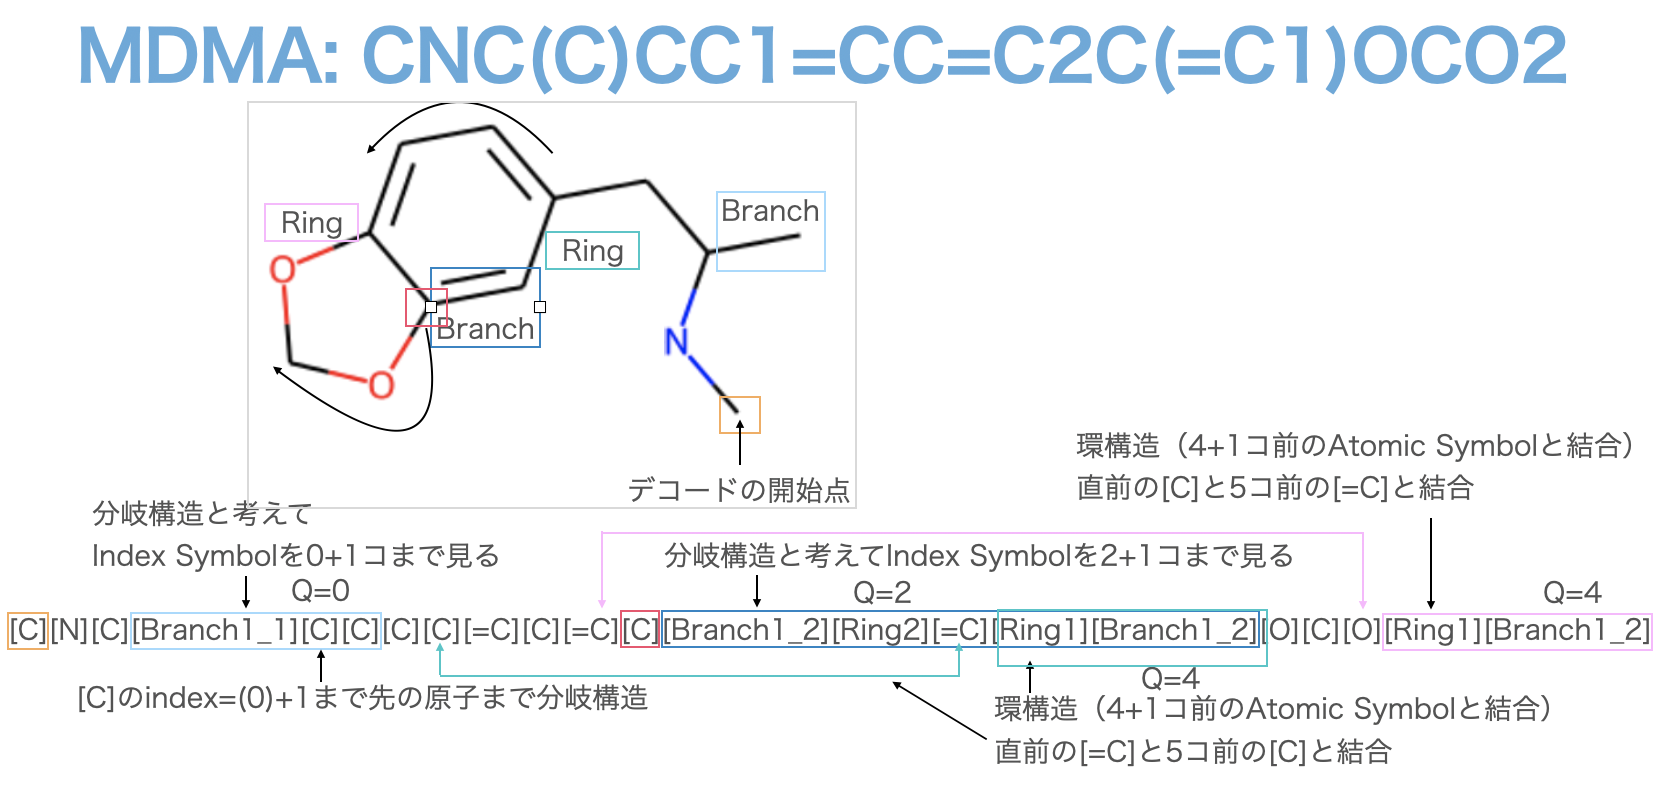 MDMA: CNC(C)CC1=CC=C2C(=C1)OCO2
Ring
Branch
Ring
O
Branch
N
O
デコードの開始点
環構造（4+1コ前のAtomic Symbolと結合）
直前の[C]と5コ前の[=C]と結合
分岐構造と考えて
Index Symbolを0+1コまで見る
分岐構造と考えてIndex Symbolを2+1コまで見る
Q=0
Q=2
Q=4
[C][N][C][Branch1_1][C][C][C][C][=C][C][=C][C][Branch1_2][Ring2][=C][Ring1][Branch1_2][O][C][O][Ring1][Branch1_2]
[C]のindex=(0)+1まで先の原子まで分岐構造
Q=4
環構造（4+1コ前のAtomic Symbolと結合）
直前の[=C]と5コ前の[C]と結合